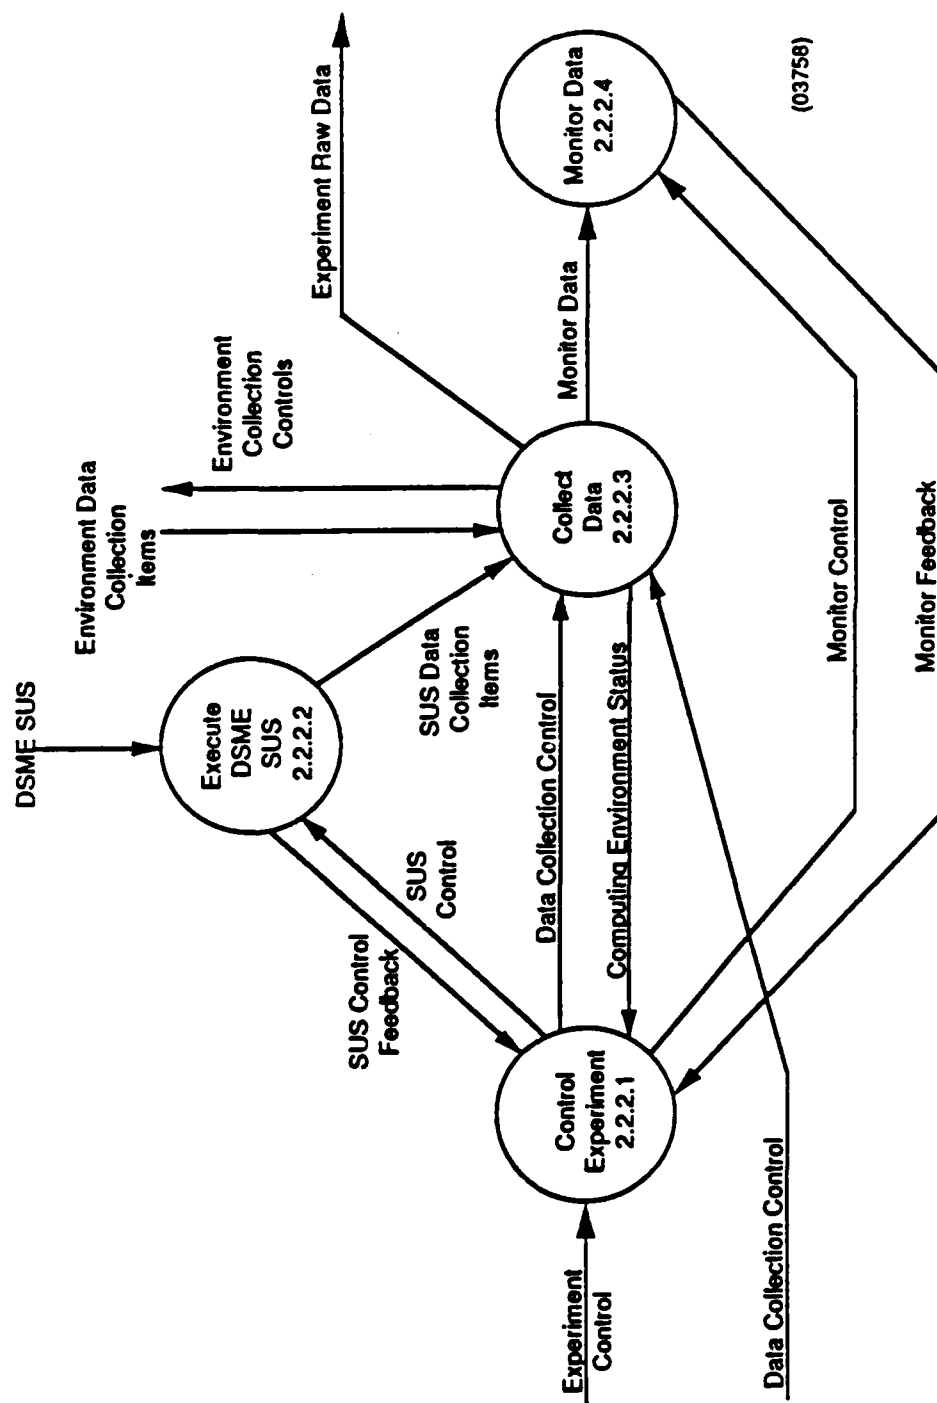 DSME SUS
Execute
DSME
SUS
2.2.2.2
Environment Data
Collection
Items
Environment
Collection
Controls
Experiment Raw Data
SUS Control
Feedback
SUS
Control
SUS Data
Collection
Items
Experiment
Control
Control
Experiment
2.2.2.1
Data Collection Control
Computing Environment Status
Collect
Data
2.2.2.3
Monitor Data
Monitor Data
2.2.2.4
Data Collection Control
Monitor Control
Monitor Feedback
(03758)